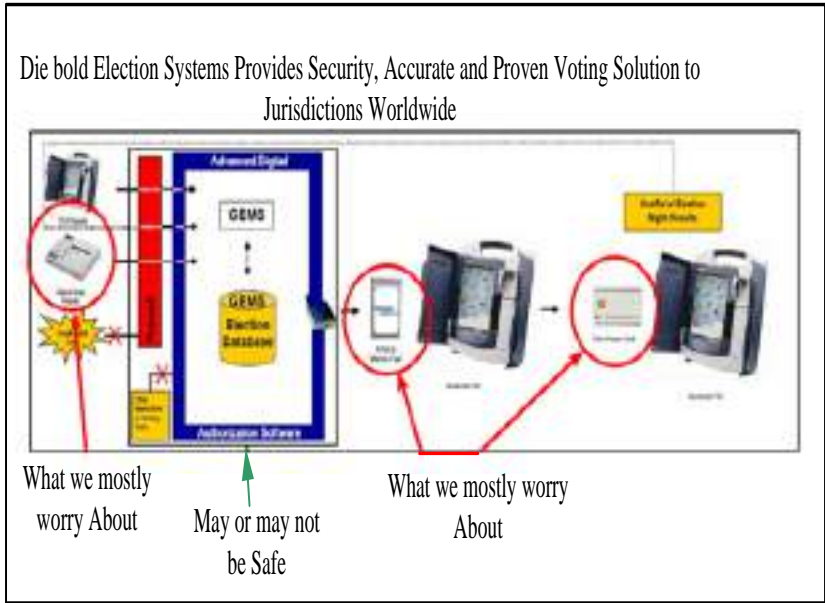 Die bold Election Systems Provides Security, Accurate and Proven Voting Solution to
Jurisdictions Worldwide
Advanced Digital
GEMS
GEMS
Election
Database
Authorization Software
Night Results
What we mostly
worry About
May or may not
be Safe
What we mostly worry
About